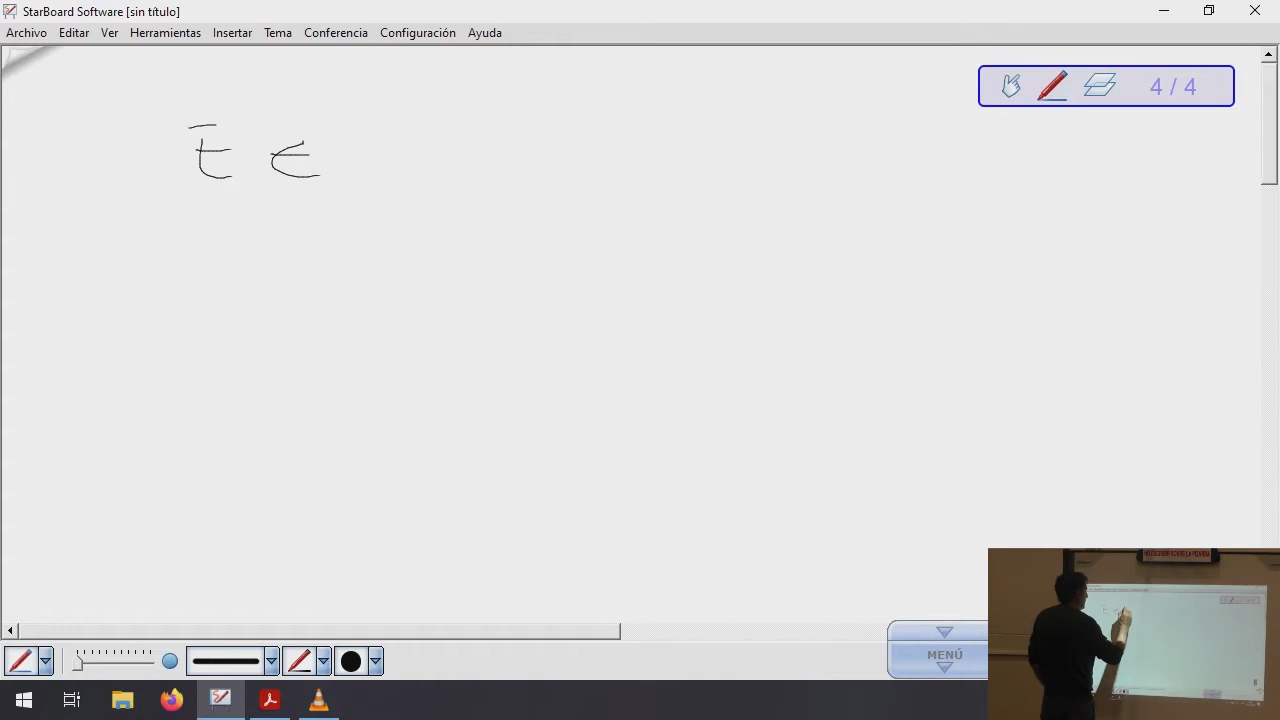 StarBoard Software [sin título]
Archivo Editar Ver Herramientas Insertar Tema Conferencia Configuración Ayuda
4 / 4
E ∈
MENÚ